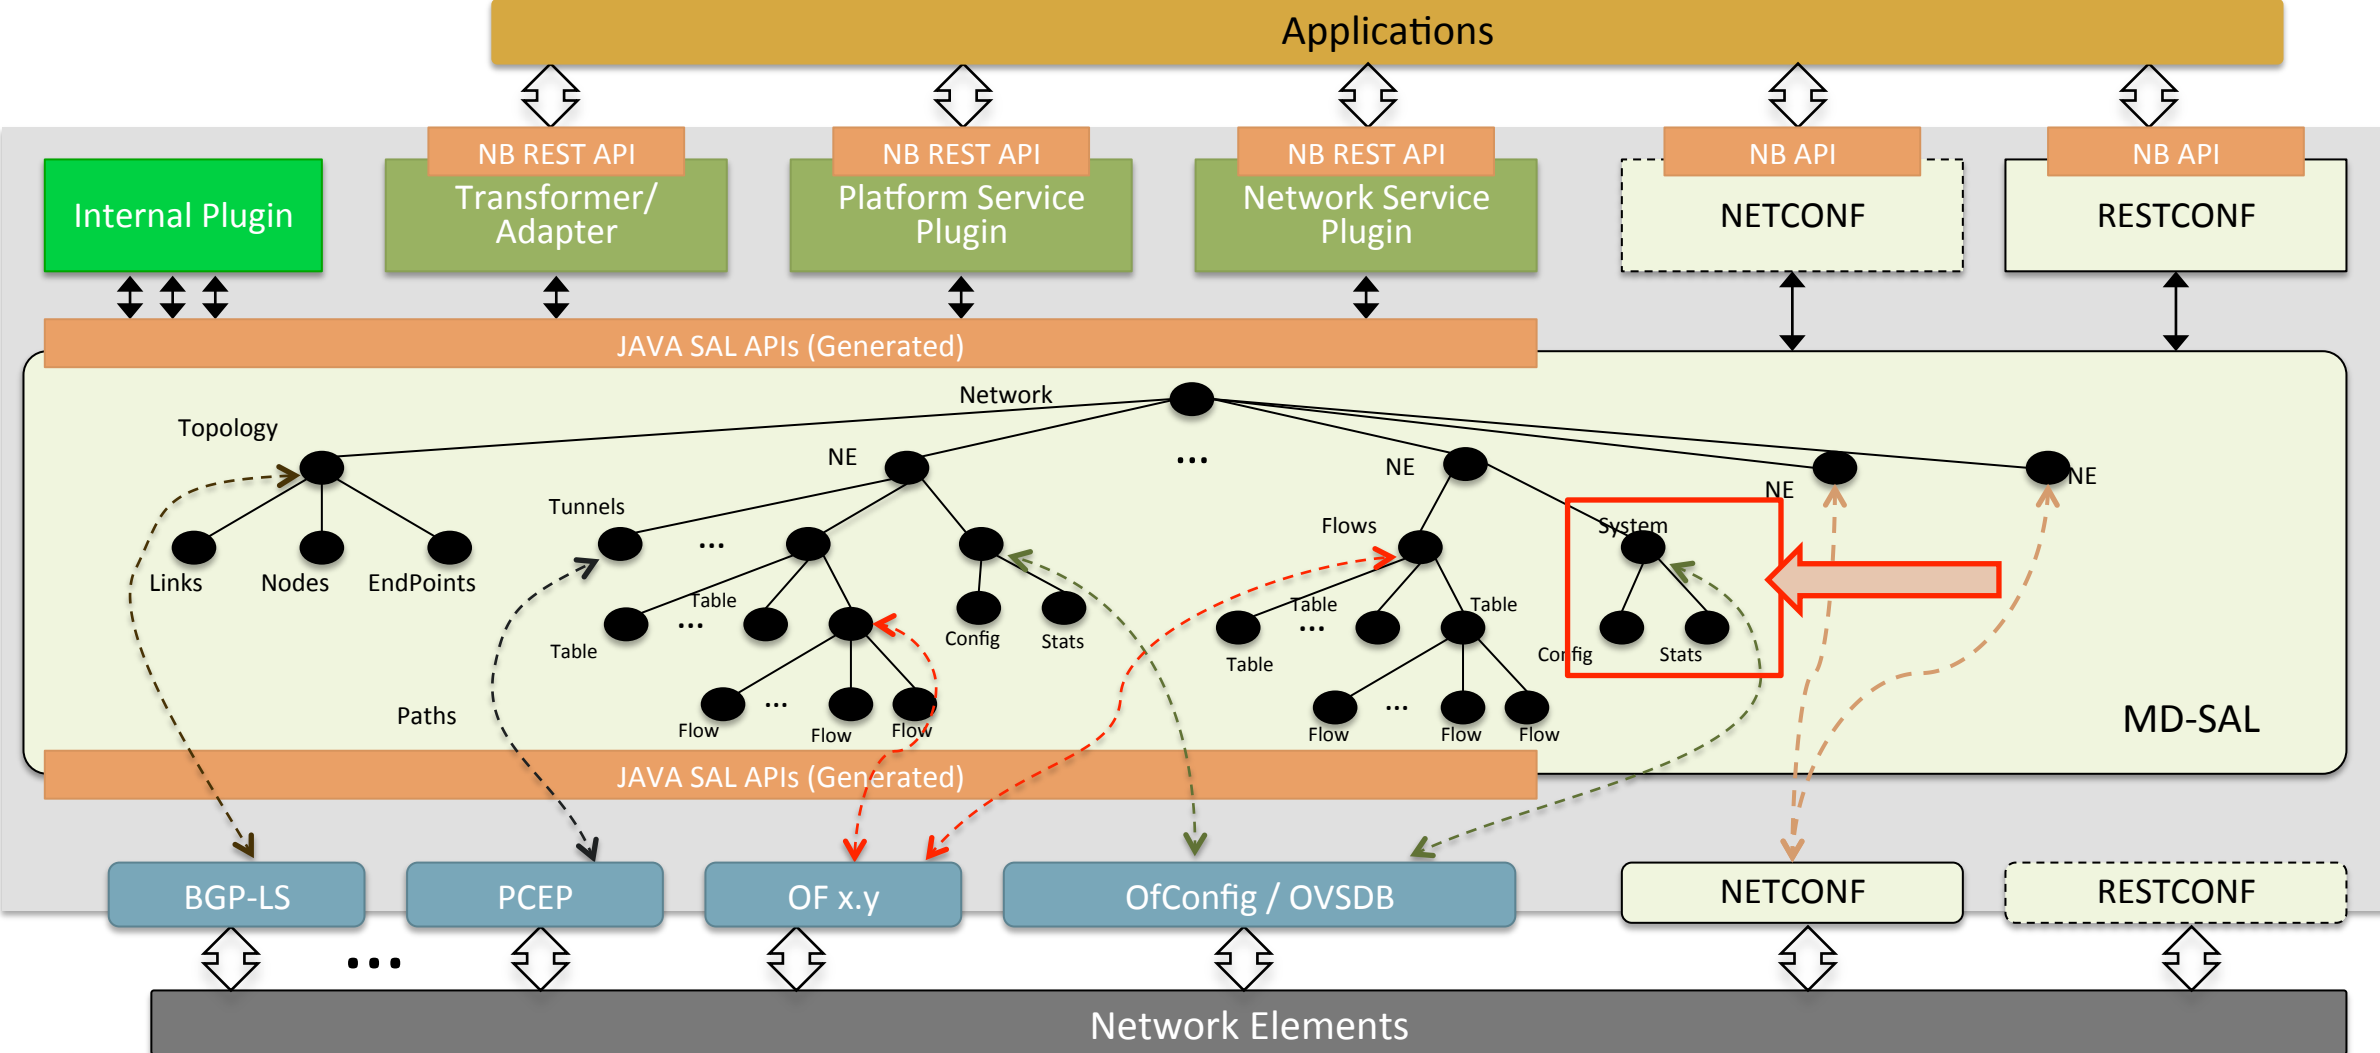 Applications
NB REST API
NB REST API
NB REST API
NB API
NB API
Internal Plugin
Transformer/
Adapter
Platform Service
Plugin
Network Service
Plugin
NETCONF
RESTCONF
JAVA SAL APIs (Generated)
Network
Topology
NE
...
NE
NE
NE
Tunnels
...
Flows
System
Links
Nodes
EndPoints
Table
...
Table
Config
Stats
Table
...
Table
Table
Config
Stats
Paths
...
Flow
Flow
Flow
...
Flow
Flow
Flow
MD-SAL
JAVA SAL APIs (Generated)
BGP-LS
PCEP
OF x.y
OfConfig / OVSDB
NETCONF
RESTCONF
...
Network Elements